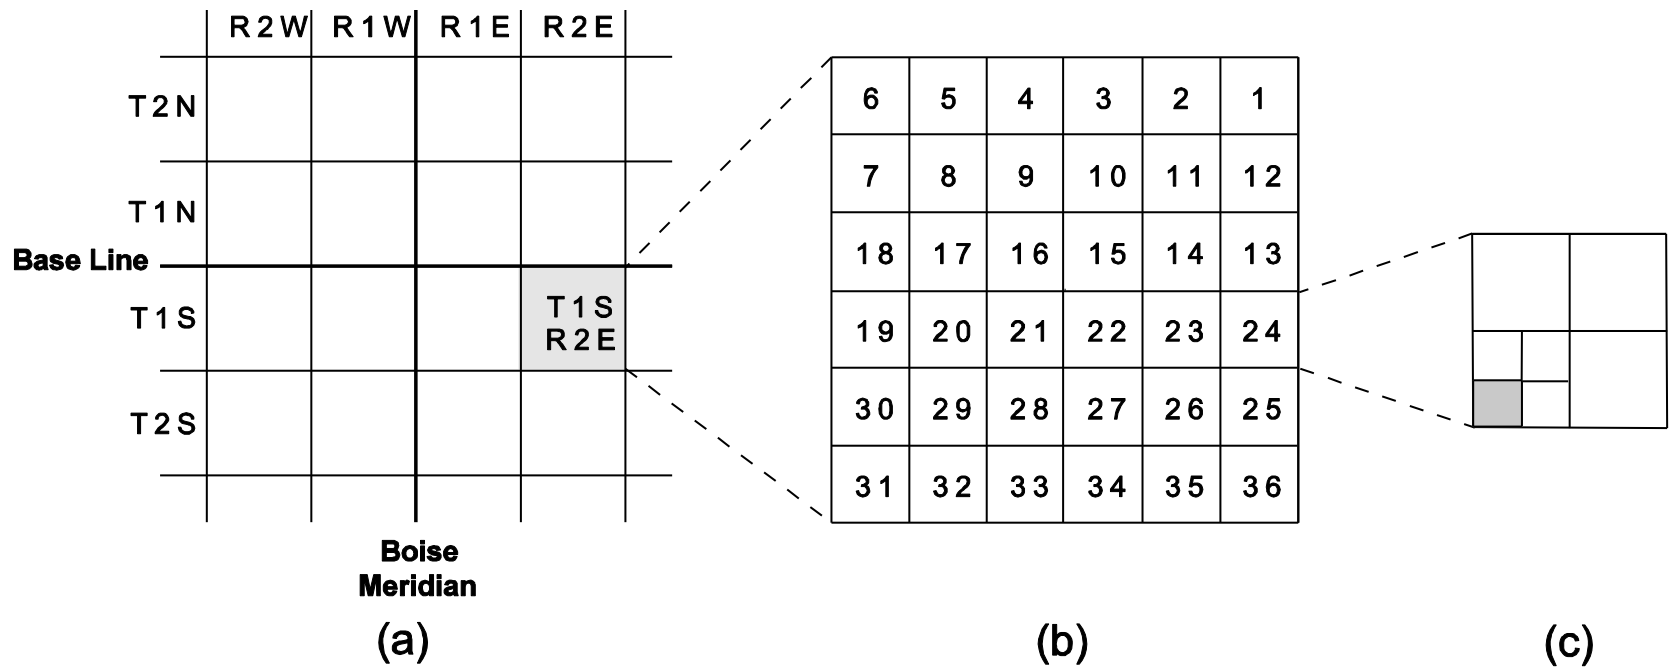 R2W R1W R1E R2E
T2N
T1N
Base Line
T1S
T1S
R2E
T2S
Boise
Meridian
(a)
6 5 4 3 2 1
7 8 9 10 11 12
18 17 16 15 14 13
19 20 21 22 23 24
30 29 28 27 26 25
31 32 33 34 35 36
(b)
(c)